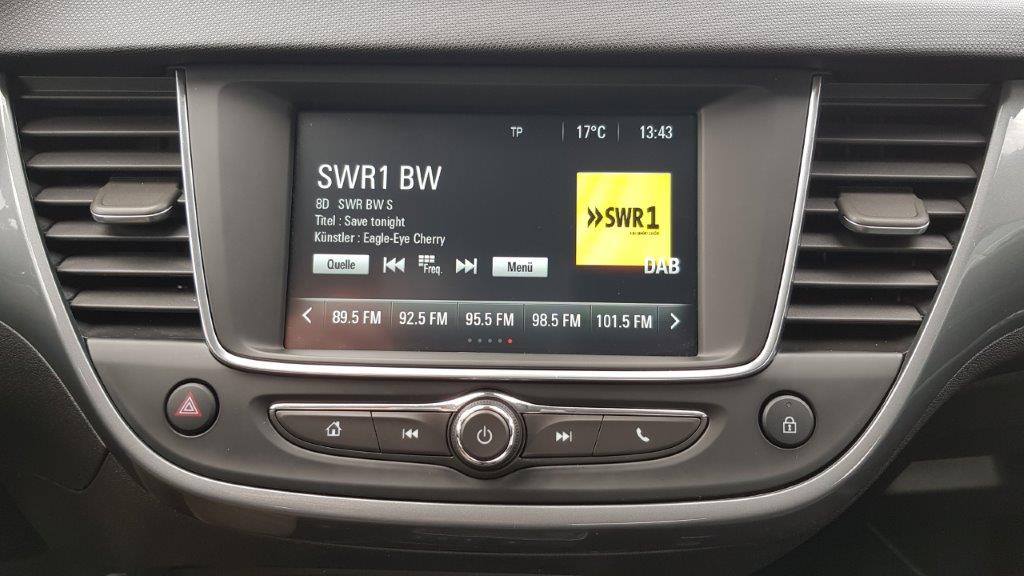 TP 17°C 13:43
SWR1 BW
8D SWR BW S
Titel : Save tonight
Künstler : Eagle-Eye Cherry
»SWR1
DAB
Quelle Freq. Menü
89.5 FM 92.5 FM 95.5 FM 98.5 FM 101.5 FM